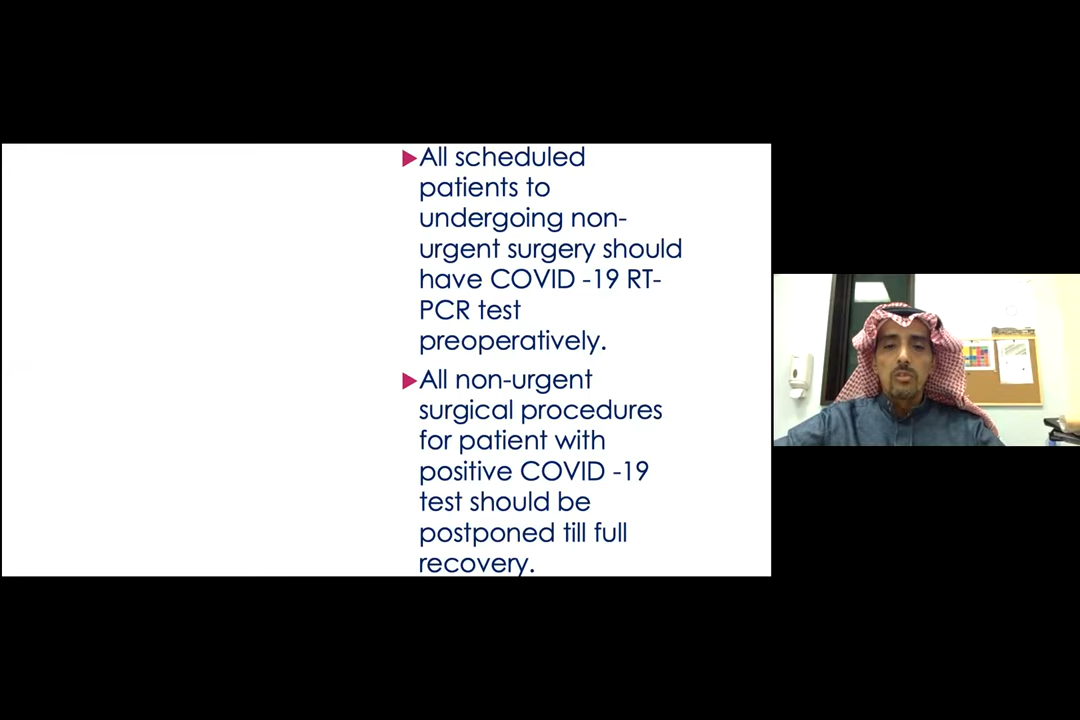 All scheduled
patients to
undergoing non-
urgent surgery should
have COVID -19 RT-
PCR test
preoperatively.
All non-urgent
surgical procedures
for patient with
positive COVID -19
test should be
postponed till full
recovery.